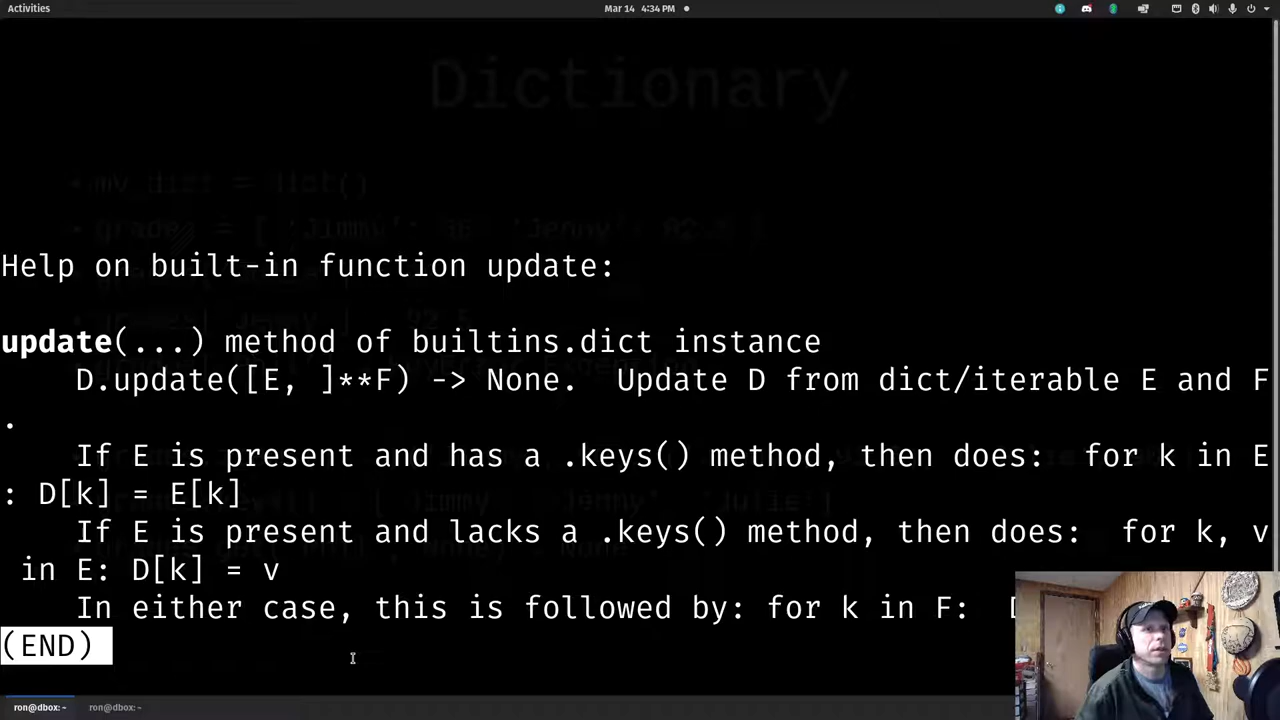 Activities
Mar 14 4:34 PM
Dictionary
Help on built-in function update:
update(...) method of builtins.dict instance
D.update([E, ]**F) -> None. Update D from dict/iterable E and F
.
If E is present and has a .keys() method, then does: for k in E
: D[k] = E[k]
If E is present and lacks a .keys() method, then does: for k, v
in E: D[k] = v
In either case, this is followed by: for k in F:
(END)
ron@dbox:~
ron@dbox:~